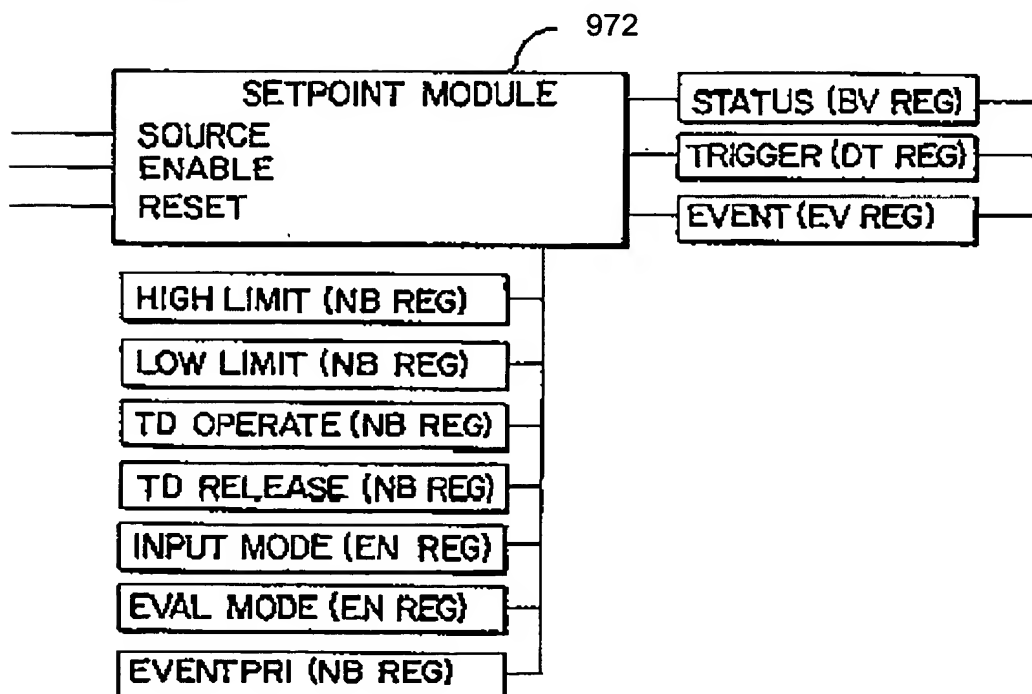 972
SETPOINT MODULE
SOURCE
ENABLE
RESET
STATUS (BV REG)
TRIGGER (DT REG)
EVENT (EV REG)
HIGH LIMIT (NB REG)
LOW LIMIT (NB REG)
TD OPERATE (NB REG)
TD RELEASE (NB REG)
INPUT MODE (EN REG)
EVAL MODE (EN REG)
EVENTPRI (NB REG)